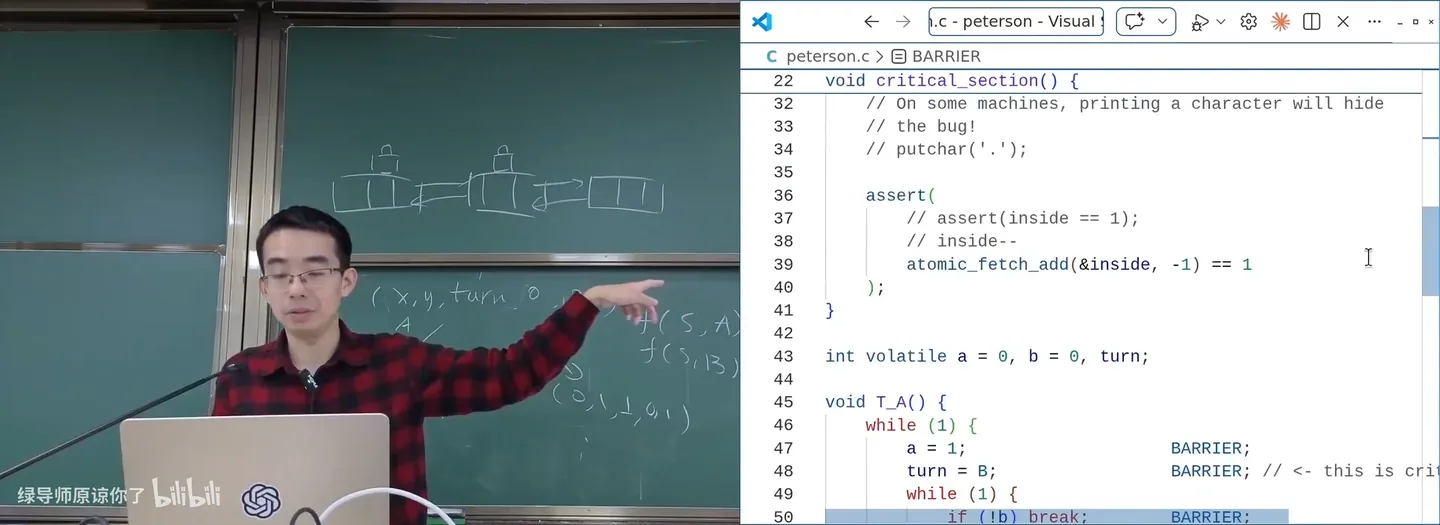 (x,y,turn,
A
f(S,A)
f(S,B)
(0,1,1,0,1)
绿导师原谅你了 bilibili
n.c - peterson - Visual S
C peterson.c > BARRIER
22 void critical_section() {
32 // On some machines, printing a character will hide
33 // the bug!
34 // putchar('.');
35
36 assert(
37 // assert(inside == 1);
38 // inside--
39 atomic_fetch_add(&inside, -1) == 1
40 );
41 }
42
43 int volatile a = 0, b = 0, turn;
44
45 void T_A() {
46 while (1) {
47 a = 1; BARRIER;
48 turn = B; BARRIER; // <- this is crit
49 while (1) {
50 if (!b) break; BARRIER;